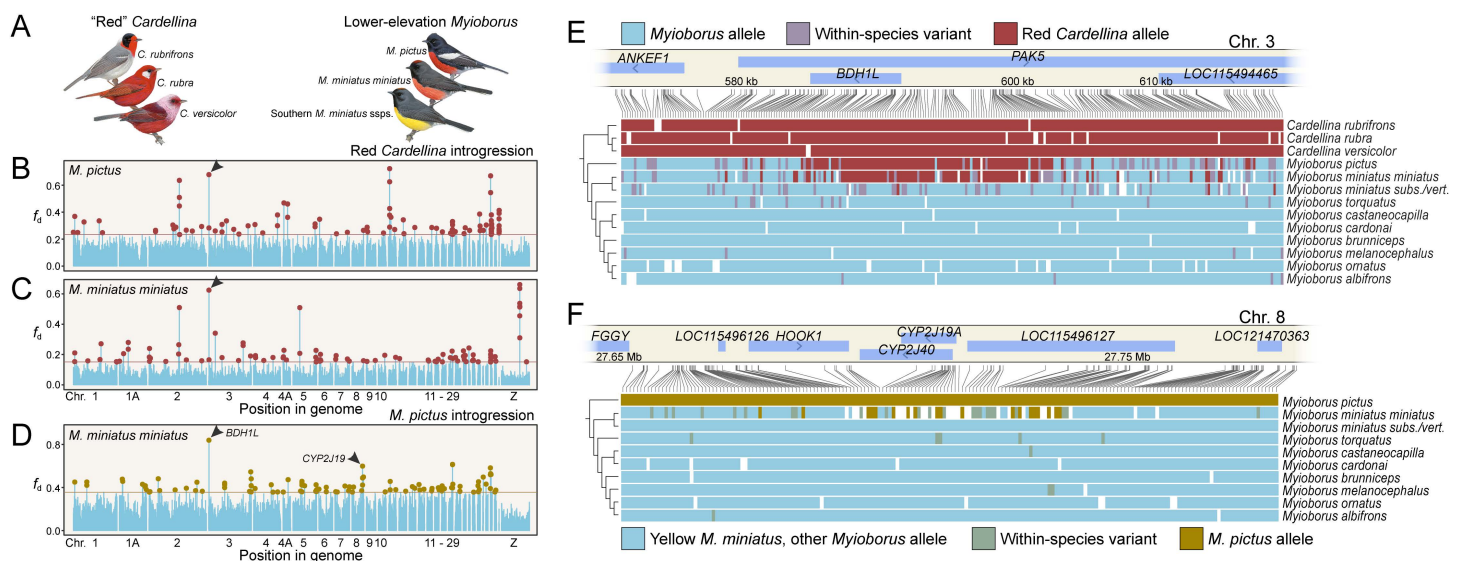 A
“Red” Cardellina
C. rubrifrons
C. rubra
C. versicolor
Lower-elevation Myioborus
M. pictus
M. miniatus miniatus
Southern M. miniatus ssps.
Red Cardellina introgression
B
M. pictus
fd
0.6
0.4
0.2
0.0
C
M. miniatus miniatus
fd
0.6
0.4
0.2
0.0
Chr. 1 1A 2 3 4 4A 5 6 7 8 9 10 11 - 29 Z
Position in genome
M. pictus introgression
D
M. miniatus miniatus
BDH1L
CYP2J19
fd
0.8
0.4
0.0
Chr. 1 1A 2 3 4 4A 5 6 7 8 9 10 11 - 29 Z
Position in genome
E
Myioborus allele Within-species variant Red Cardellina allele
Chr. 3
ANKEF1 PAK5
580 kb BDH1L 600 kb 610 kb LOC115494465
Cardellina rubrifrons
Cardellina rubra
Cardellina versicolor
Myioborus pictus
Myioborus miniatus miniatus
Myioborus miniatus subs./vert.
Myioborus torquatus
Myioborus castaneocapilla
Myioborus cardonai
Myioborus brunniceps
Myioborus melanocephalus
Myioborus ornatus
Myioborus albifrons
F
Chr. 8
FGGY LOC115496126 HOOK1 CYP2J19A LOC115496127 LOC121470363
27.65 Mb CYP2J40 27.75 Mb
Myioborus pictus
Myioborus miniatus miniatus
Myioborus miniatus subs./vert.
Myioborus torquatus
Myioborus castaneocapilla
Myioborus cardonai
Myioborus brunniceps
Myioborus melanocephalus
Myioborus ornatus
Myioborus albifrons
Yellow M. miniatus, other Myioborus allele Within-species variant M. pictus allele